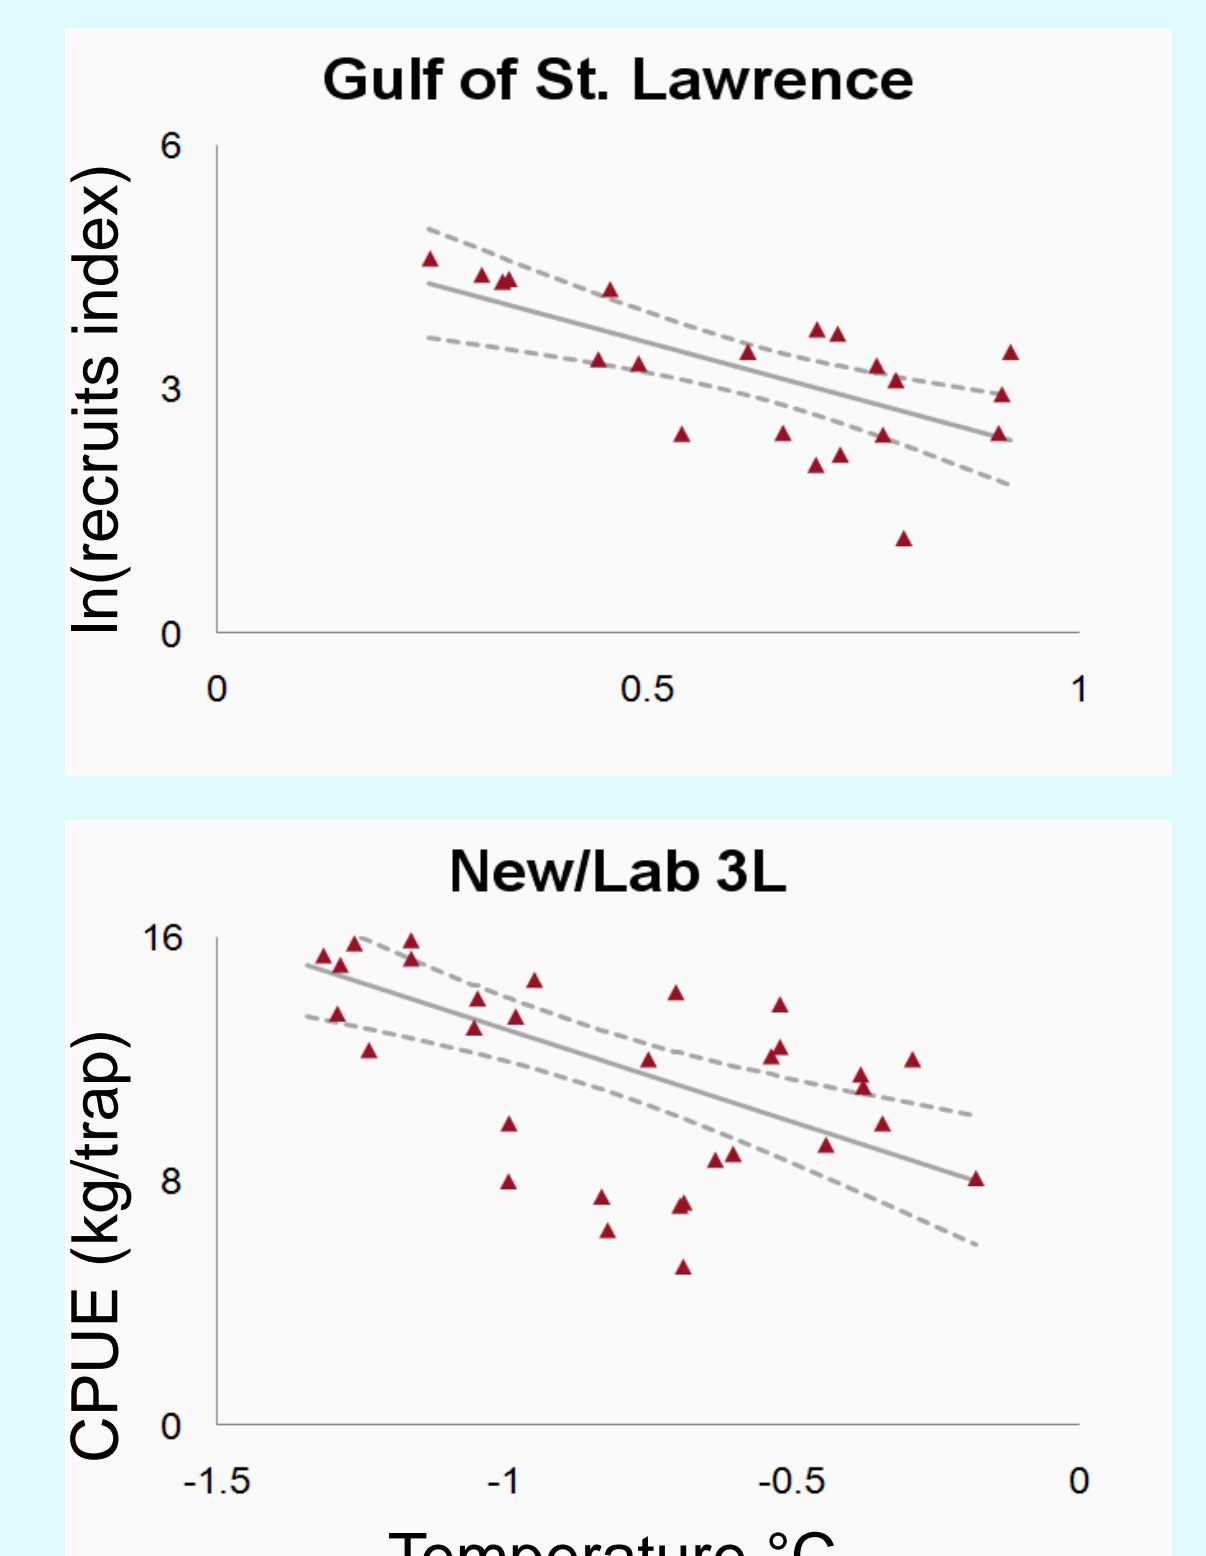 Gulf of St. Lawrence
ln(recruits index)
6
3
0
0 0.5 1
New/Lab 3L
CPUE (kg/trap)
16
8
0
-1.5 -1 -0.5 0
Temperature °C